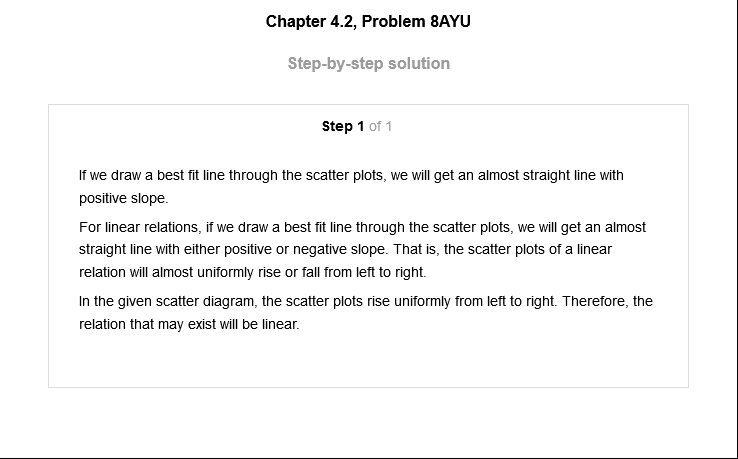 Chapter 4.2, Problem 8AYU
Step-by-step solution
Step 1 of 1
If we draw a best fit line through the scatter plots, we will get an almost straight line with
positive slope.
For linear relations, if we draw a best fit line through the scatter plots, we will get an almost
straight line with either positive or negative slope. That is, the scatter plots of a linear
relation will almost uniformly rise or fall from left to right.
In the given scatter diagram, the scatter plots rise uniformly from left to right. Therefore, the
relation that may exist will be linear.